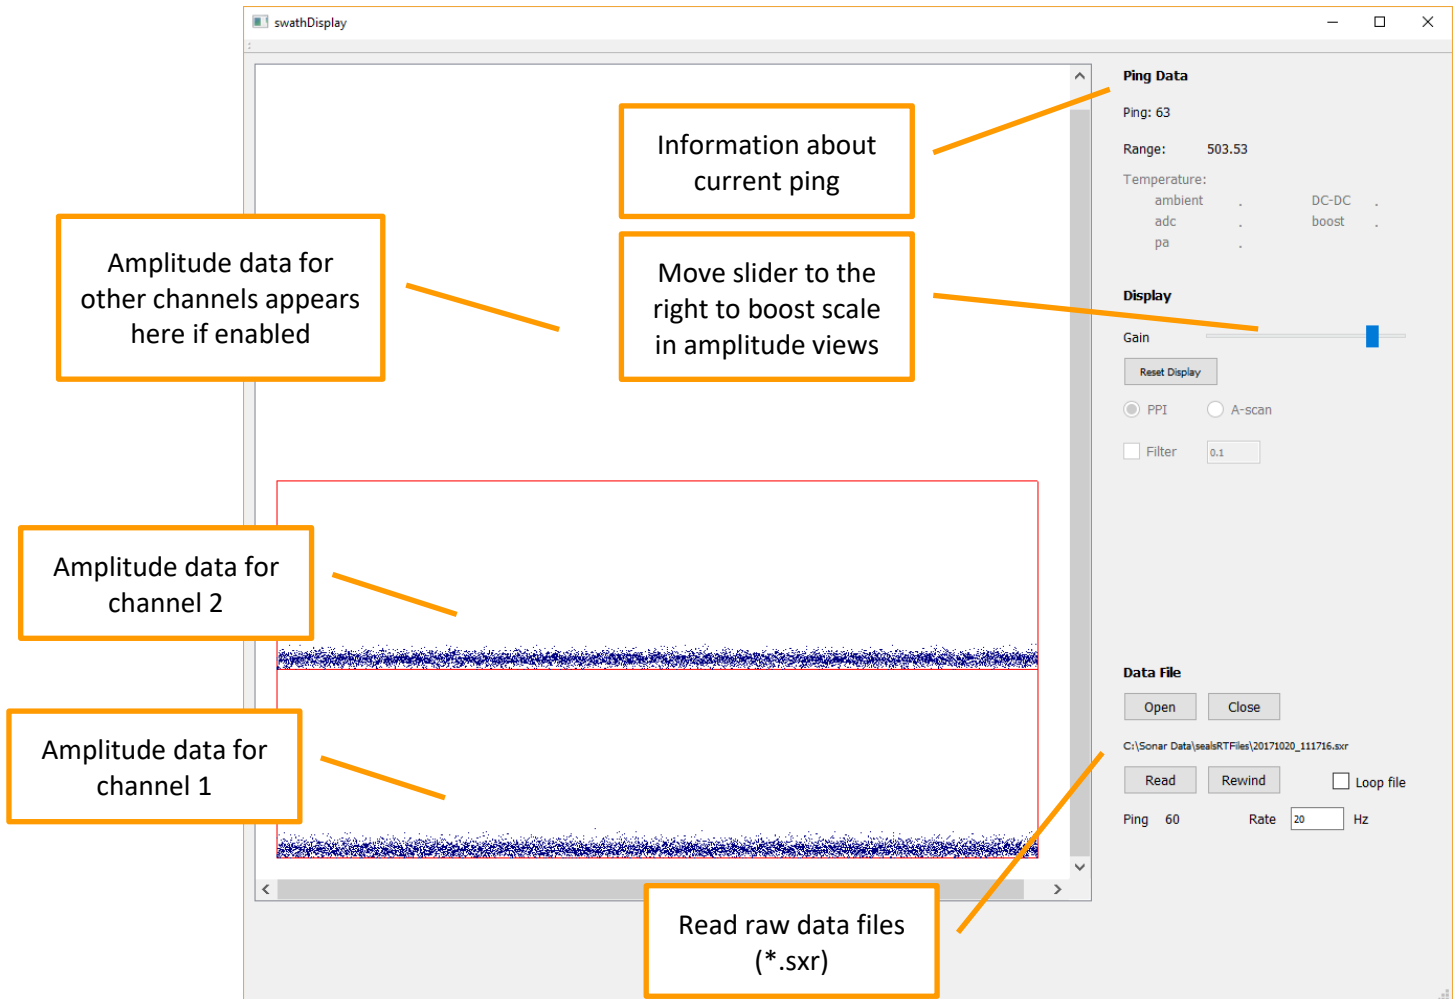 swathDisplay
Ping Data
Ping: 63
Range: 503.53
Temperature:
ambient . DC-DC .
adc . boost .
pa .
Information about
current ping
Amplitude data for
other channels appears
here if enabled
Move slider to the
right to boost scale
in amplitude views
Display
Gain
Reset Display
PPI A-scan
Filter 0.1
Amplitude data for
channel 2
Data File
Open Close
C:\Sonar Data\sealsRTFiles\20171020_111716.sxr
Read Rewind Loop file
Ping 60 Rate 20 Hz
Amplitude data for
channel 1
Read raw data files
(*.sxr)